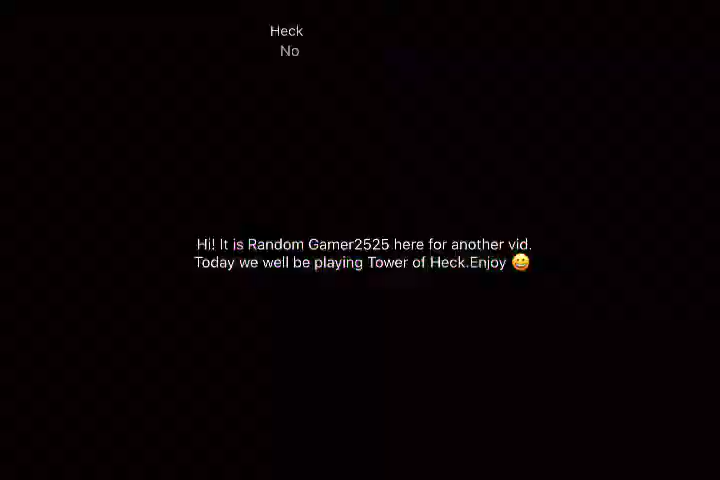 Heck
No
Hi! It is Random Gamer2525 here for another vid.
Today we well be playing Tower of Heck.Enjoy 😀